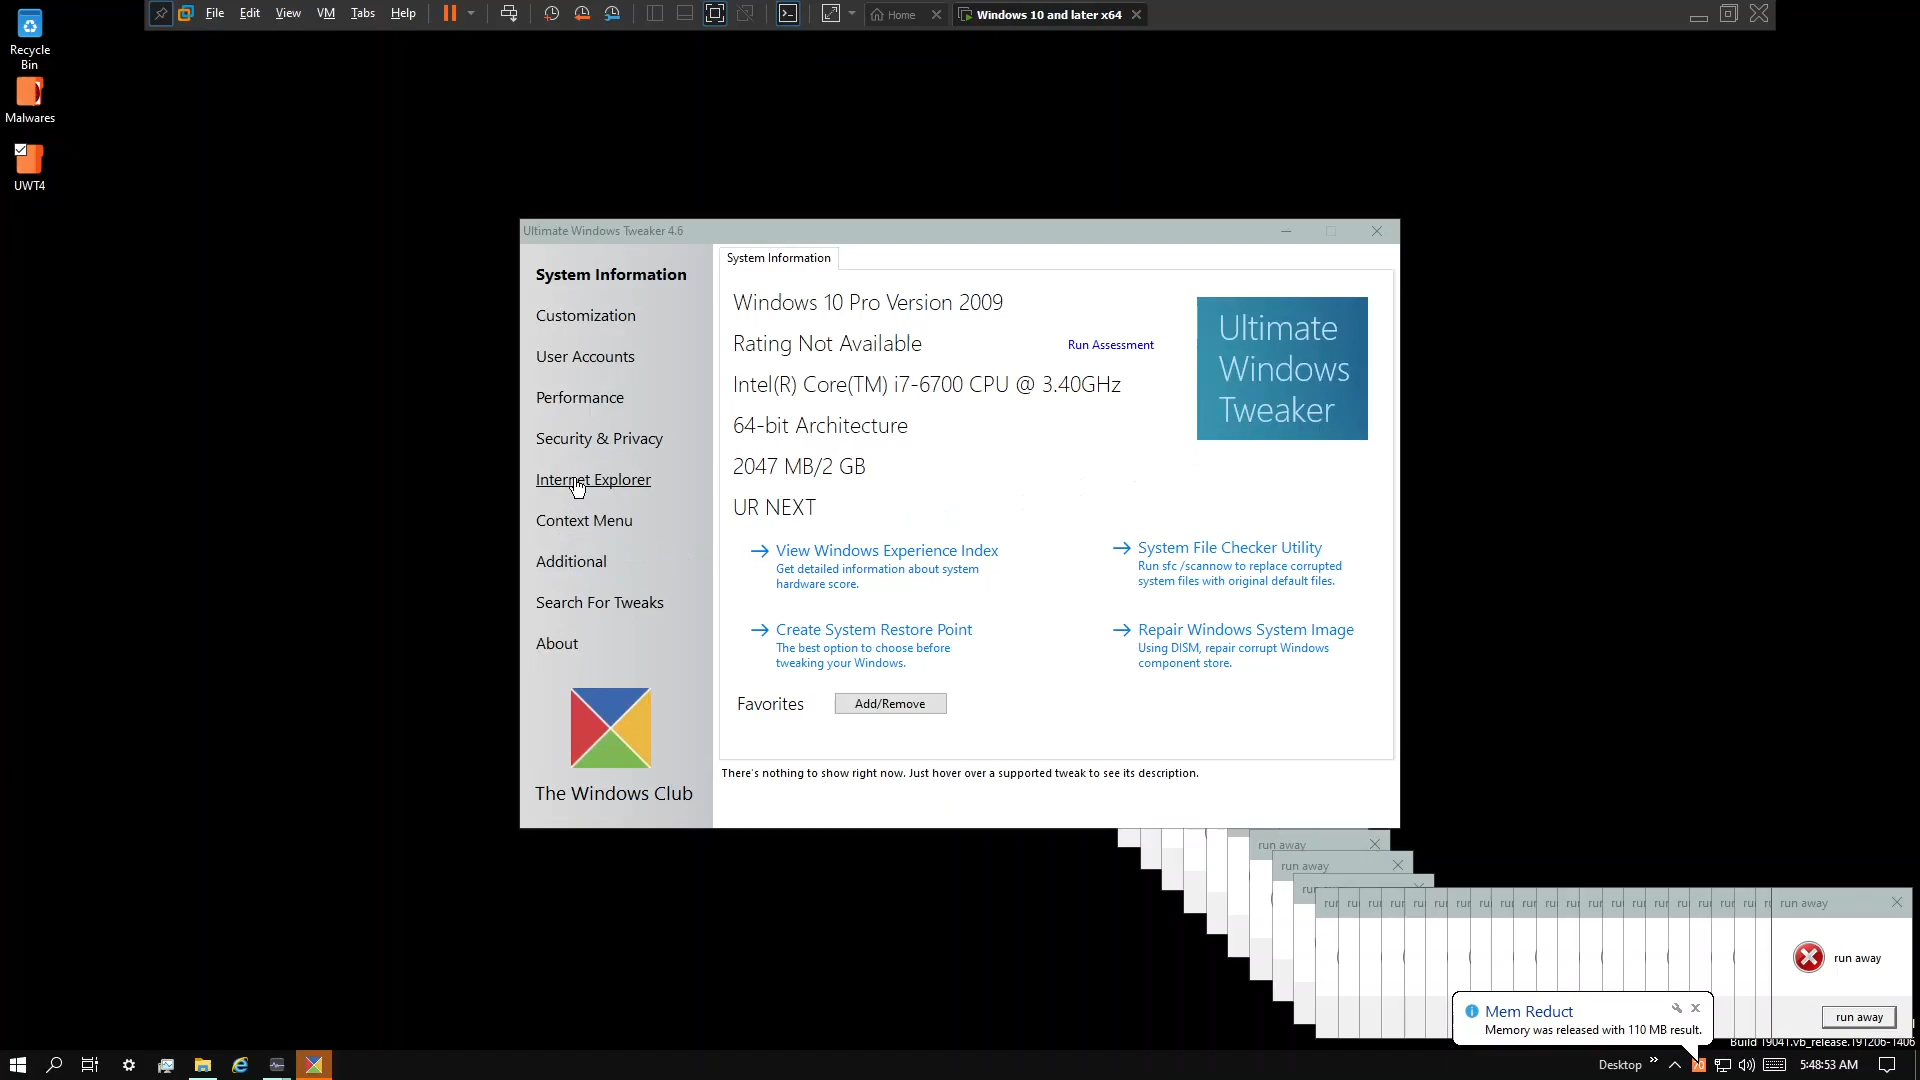 File Edit View VM Tabs Help
Home
Windows 10 and later x64
Recycle
Bin
Malwares
UWT4
Ultimate Windows Tweaker 4.6
System Information
Customization
User Accounts
Performance
Security & Privacy
Internet Explorer
Context Menu
Additional
Search For Tweaks
About
The Windows Club
System Information
Windows 10 Pro Version 2009
Rating Not Available
Run Assessment
Intel(R) Core(TM) i7-6700 CPU @ 3.40GHz
64-bit Architecture
2047 MB/2 GB
UR NEXT
Ultimate
Windows
Tweaker
View Windows Experience Index
Get detailed information about system
hardware score.
System File Checker Utility
Run sfc /scannow to replace corrupted
system files with original default files.
Create System Restore Point
The best option to choose before
tweaking your Windows.
Repair Windows System Image
Using DISM, repair corrupt Windows
component store.
Favorites
Add/Remove
There's nothing to show right now. Just hover over a supported tweak to see its description.
run away
run away
run away
run away
run away
Mem Reduct
Memory was released with 110 MB result.
Build 19041.vb_release.191206-1406
Desktop
70
5:48:53 AM